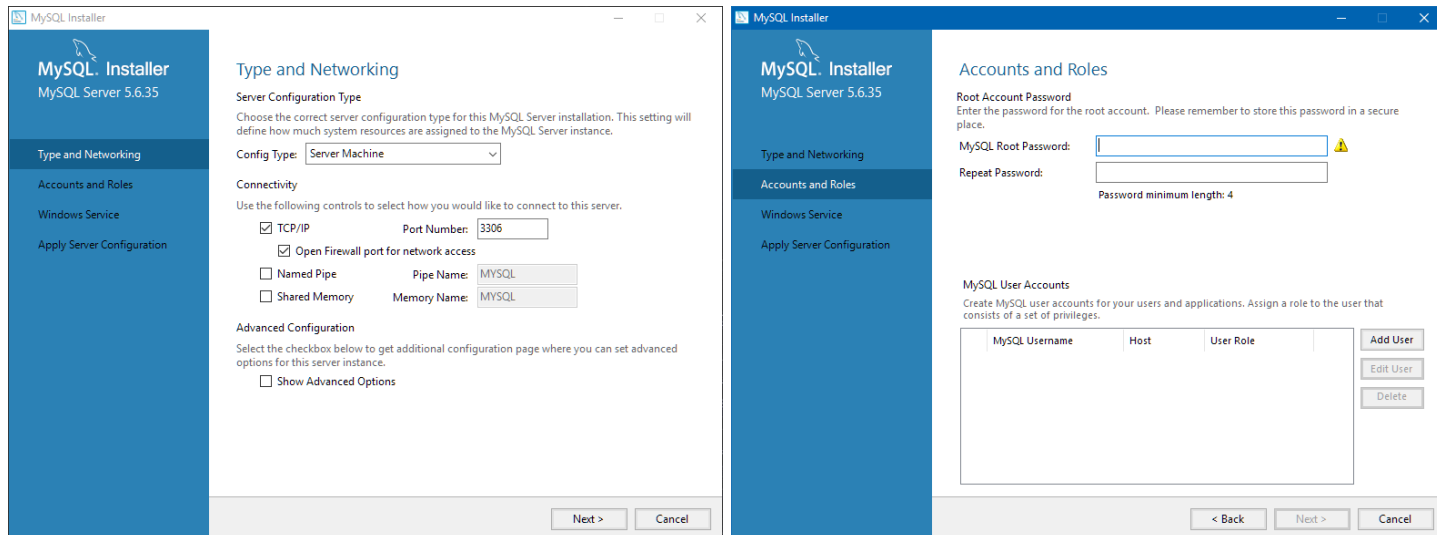 MySQL Installer
MySQL. Installer
MySQL Server 5.6.35
Type and Networking
Accounts and Roles
Windows Service
Apply Server Configuration
Type and Networking
Server Configuration Type
Choose the correct server configuration type for this MySQL Server installation. This setting will
define how much system resources are assigned to the MySQL Server instance.
Config Type: Server Machine
Connectivity
Use the following controls to select how you would like to connect to this server.
TCP/IP Port Number: 3306
Open Firewall port for network access
Named Pipe Pipe Name: MYSQL
Shared Memory Memory Name: MYSQL
Advanced Configuration
Select the checkbox below to get additional configuration page where you can set advanced
options for this server instance.
Show Advanced Options
Next > Cancel
MySQL Installer
MySQL. Installer
MySQL Server 5.6.35
Type and Networking
Accounts and Roles
Windows Service
Apply Server Configuration
Accounts and Roles
Root Account Password
Enter the password for the root account. Please remember to store this password in a secure
place.
MySQL Root Password:
Repeat Password:
Password minimum length: 4
MySQL User Accounts
Create MySQL user accounts for your users and applications. Assign a role to the user that
consists of a set of privileges.
MySQL Username Host User Role
Add User
Edit User
Delete
< Back Next > Cancel